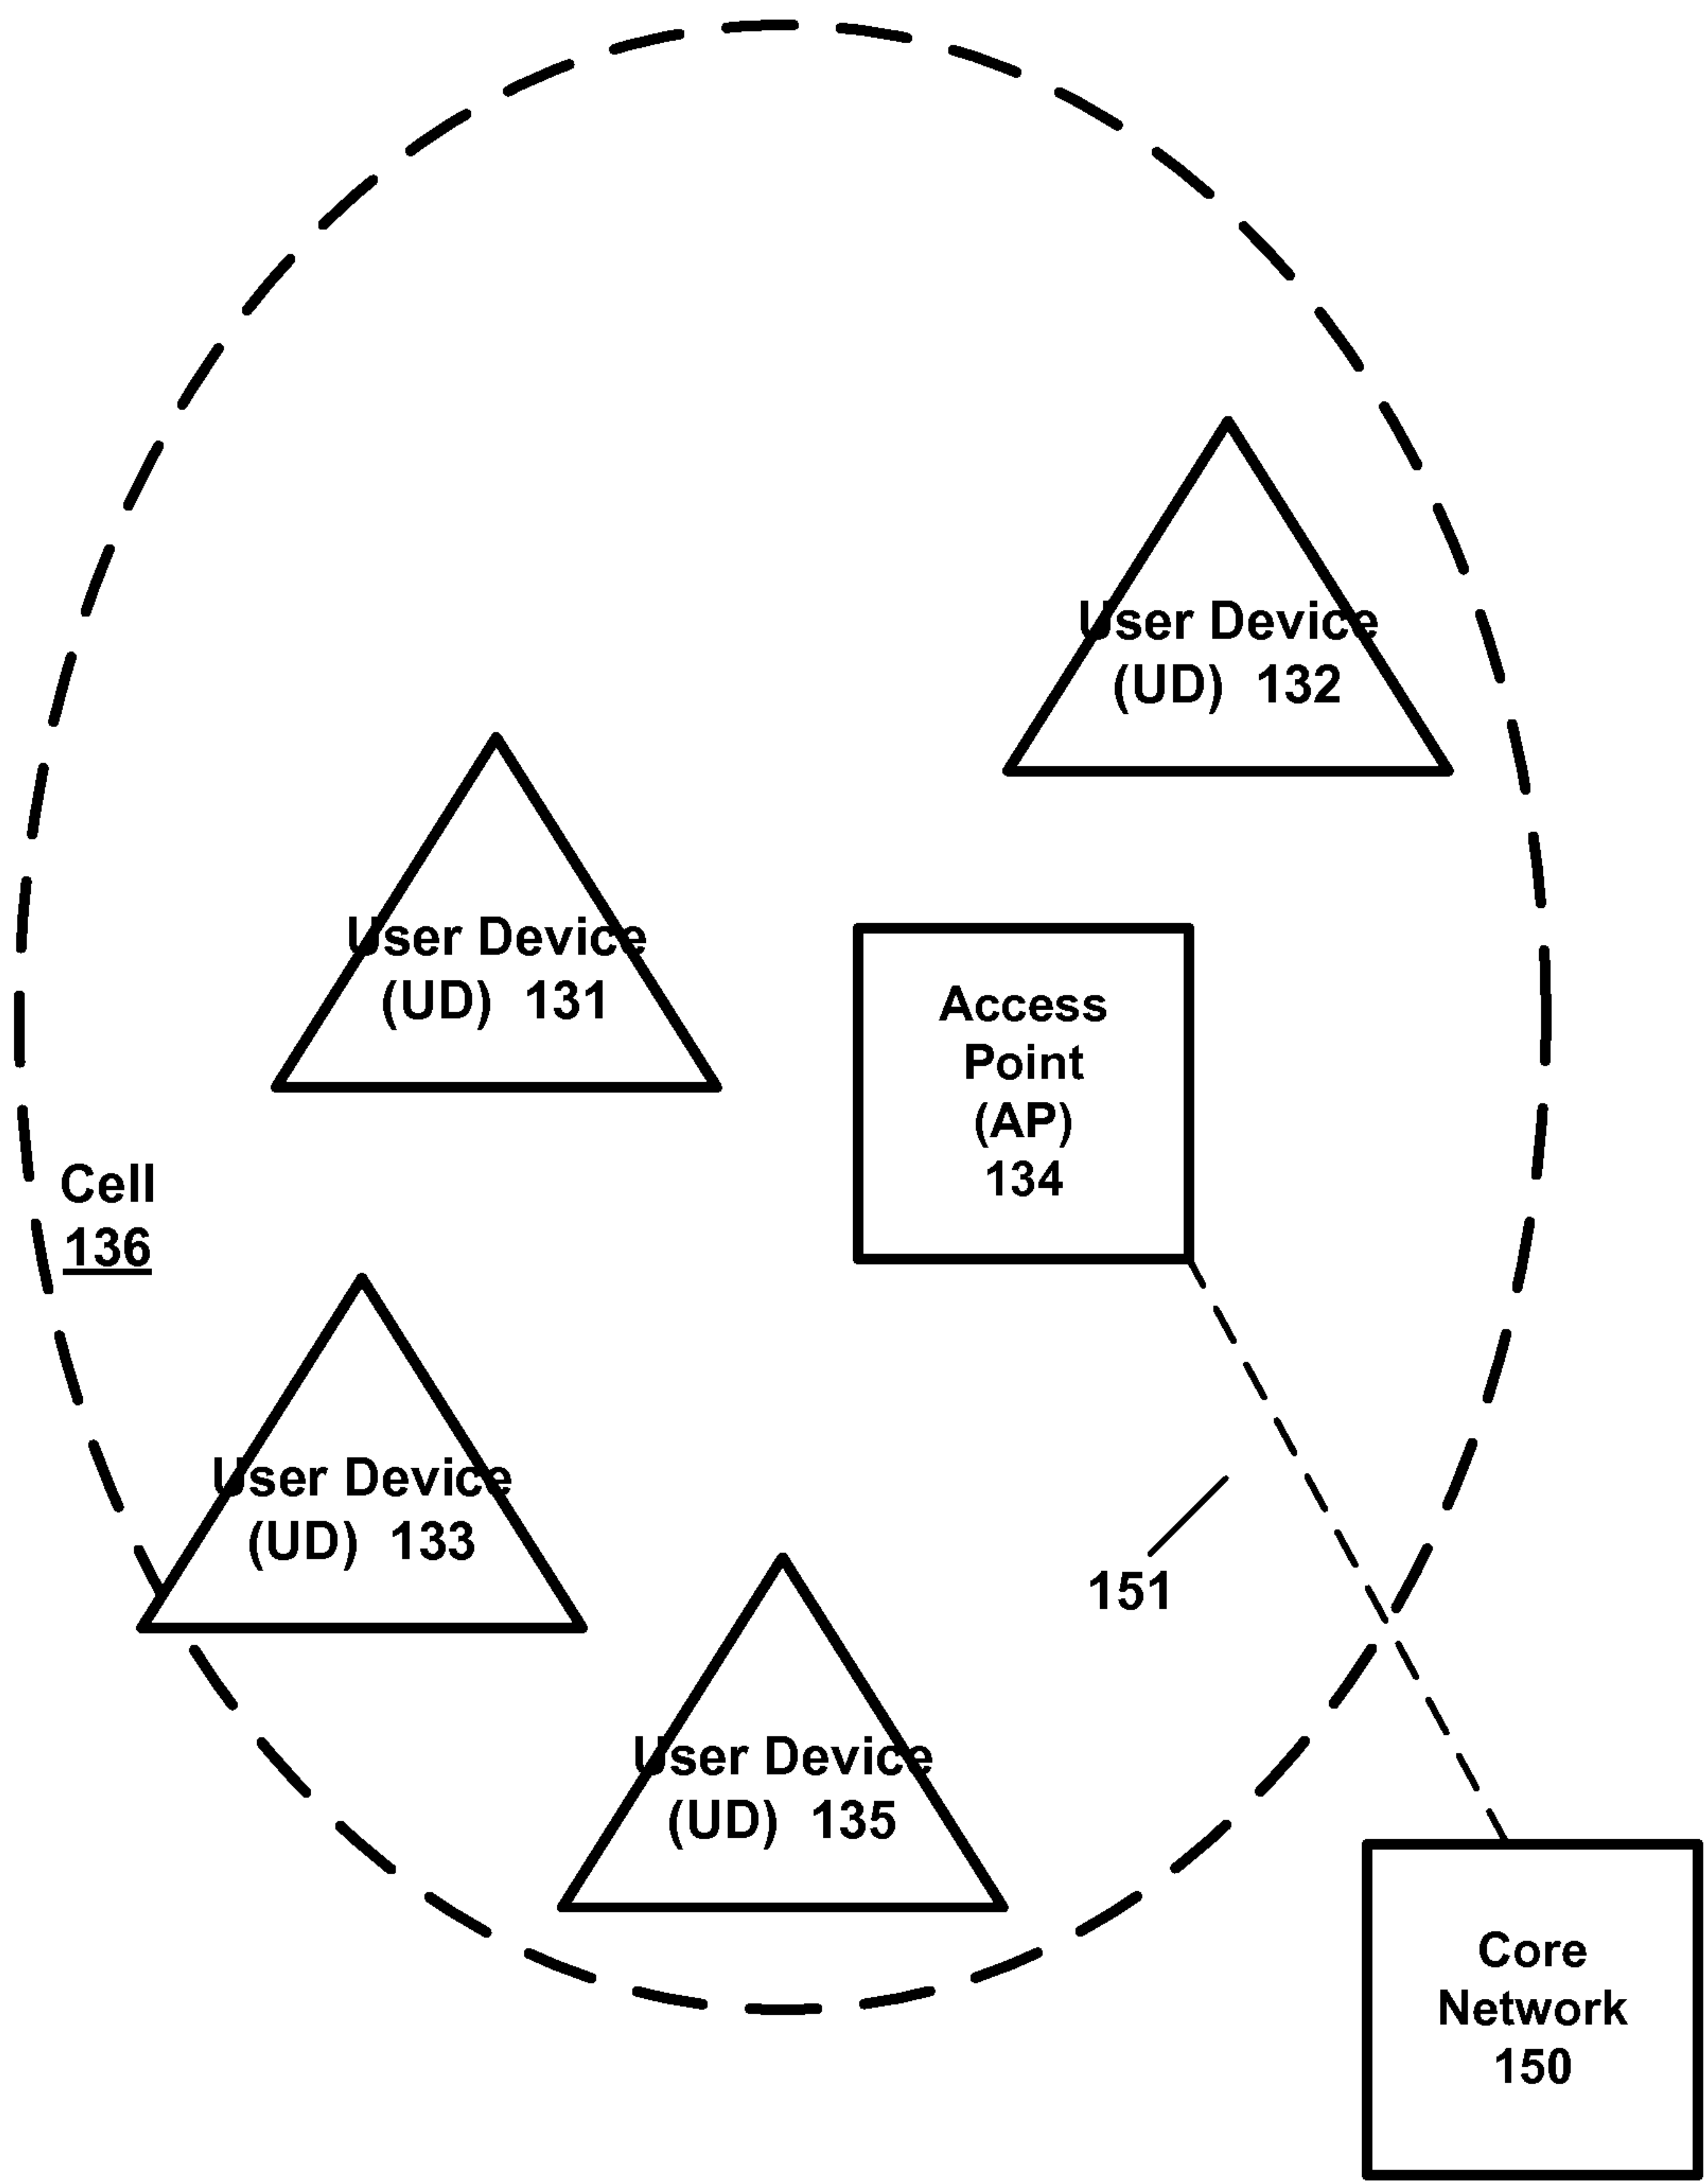 User Device
(UD) 132
User Device
(UD) 131
Access
Point
(AP)
134
Cell
136
User Device
(UD) 133
151
User Device
(UD) 135
Core
Network
150